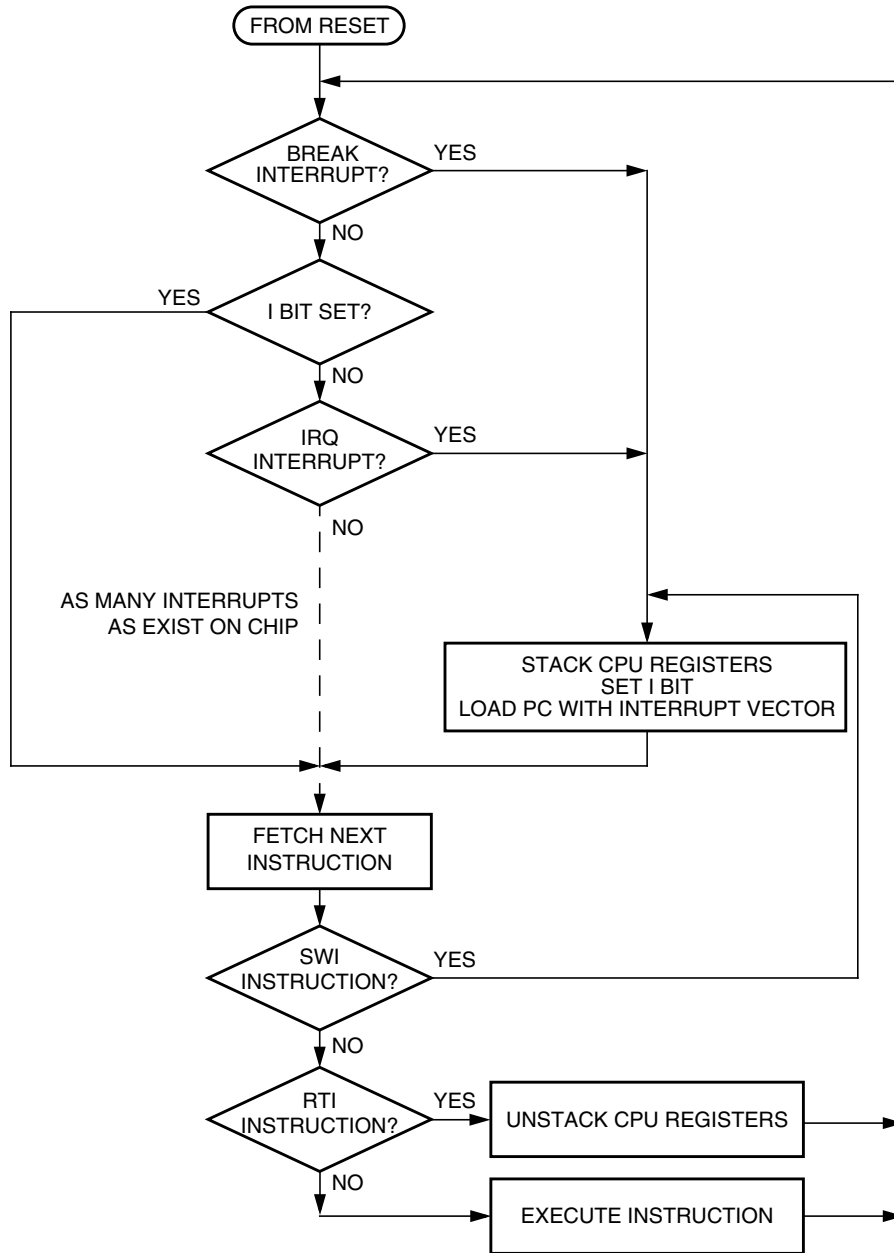 FROM RESET
BREAK
INTERRUPT?
YES
NO
YES
I BIT SET?
NO
IRQ
INTERRUPT?
YES
NO
AS MANY INTERRUPTS
AS EXIST ON CHIP
STACK CPU REGISTERS
SET I BIT
LOAD PC WITH INTERRUPT VECTOR
FETCH NEXT
INSTRUCTION
SWI
INSTRUCTION?
YES
NO
RTI
INSTRUCTION?
YES
UNSTACK CPU REGISTERS
NO
EXECUTE INSTRUCTION